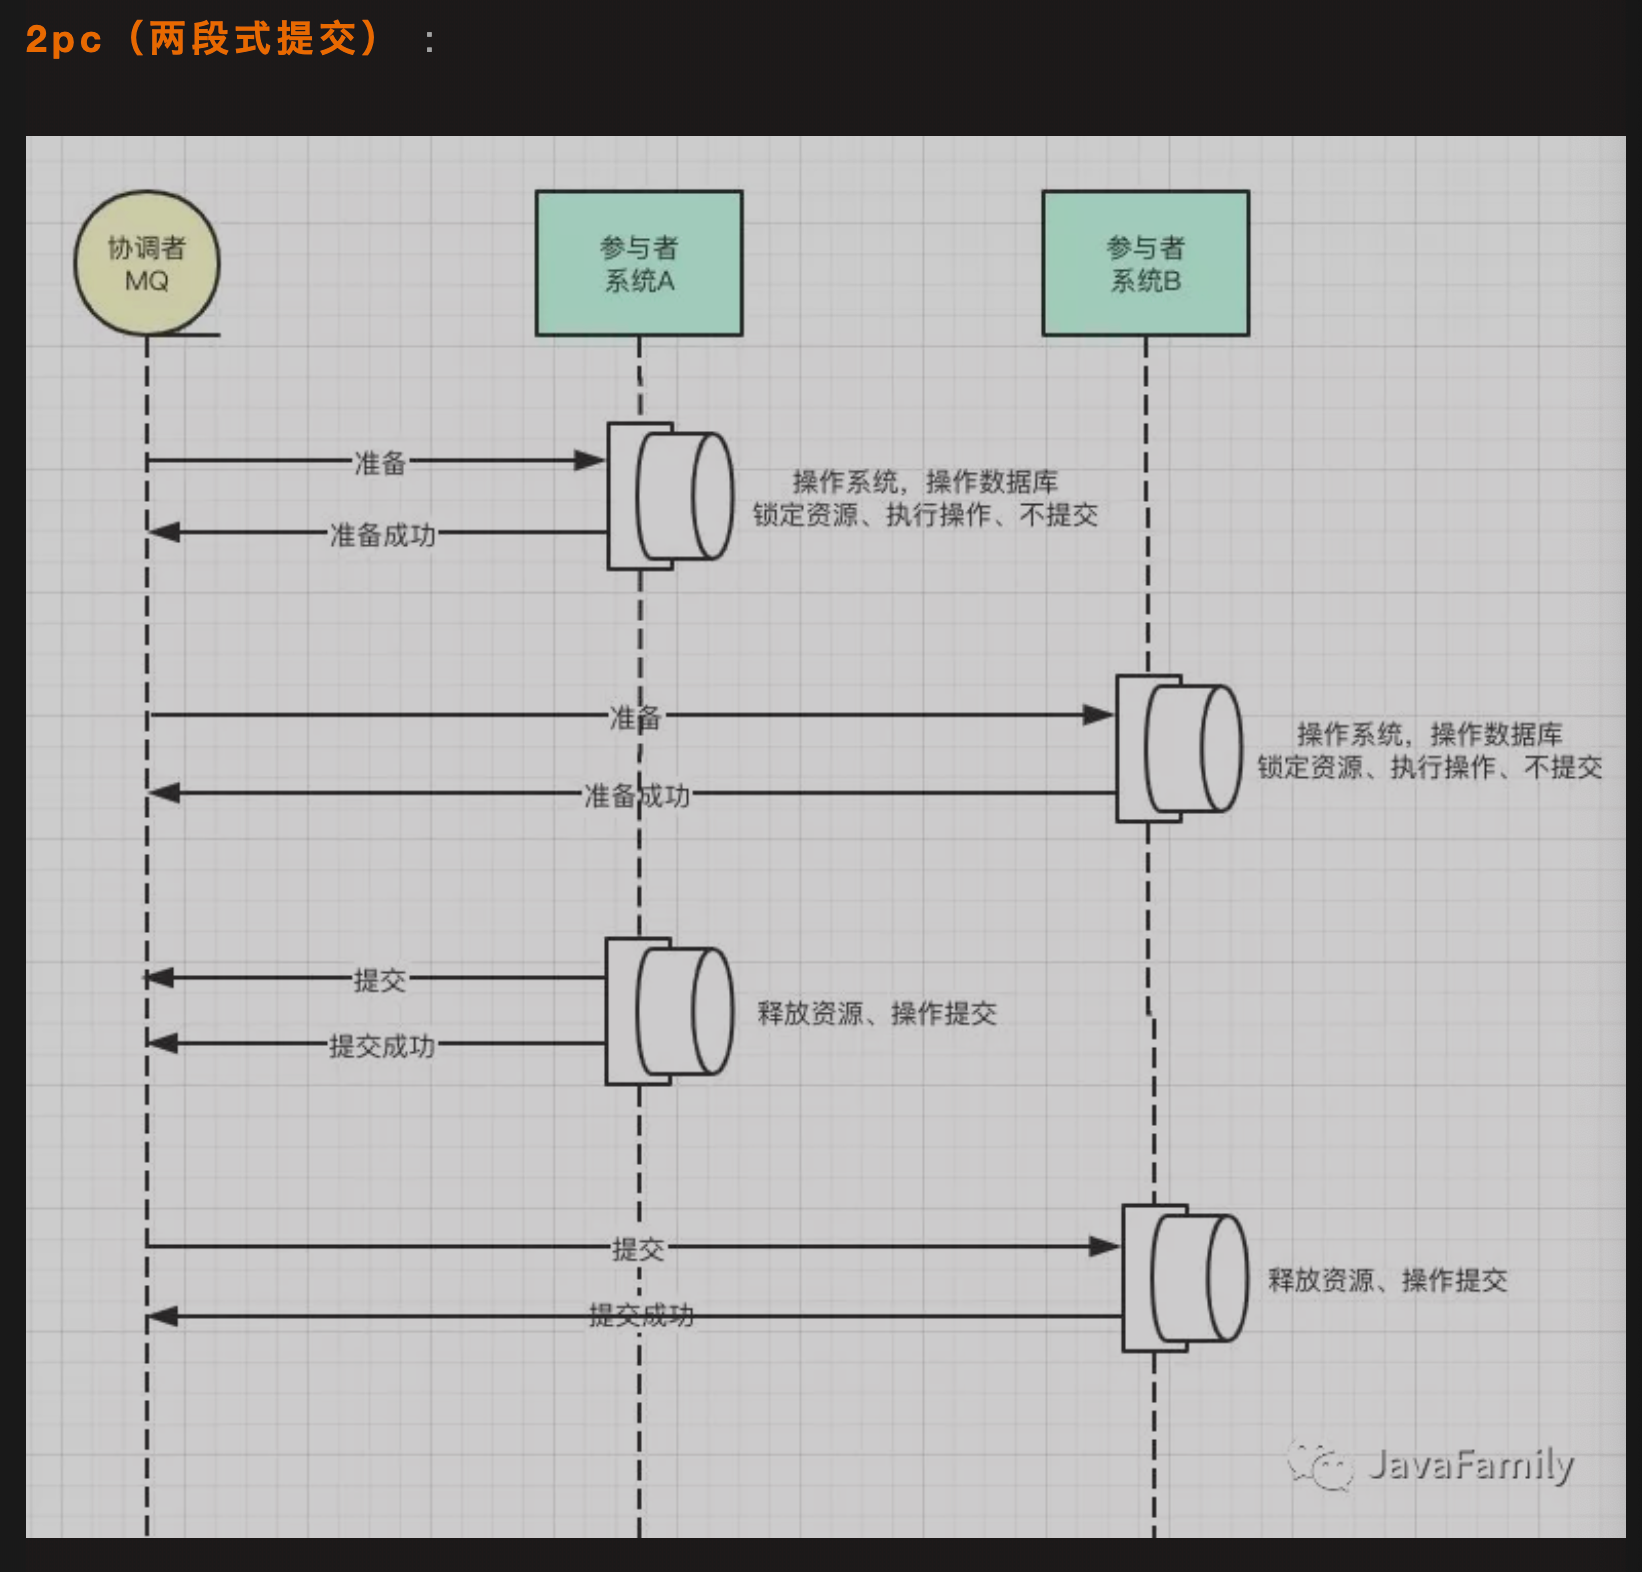 2pc（两段式提交）：
协调者
MQ
参与者
系统A
参与者
系统B
准备
操作系统，操作数据库
锁定资源、执行操作、不提交
准备成功
准备
操作系统，操作数据库
锁定资源、执行操作、不提交
准备成功
提交
释放资源、操作提交
提交成功
提交
释放资源、操作提交
提交成功
JavaFamily